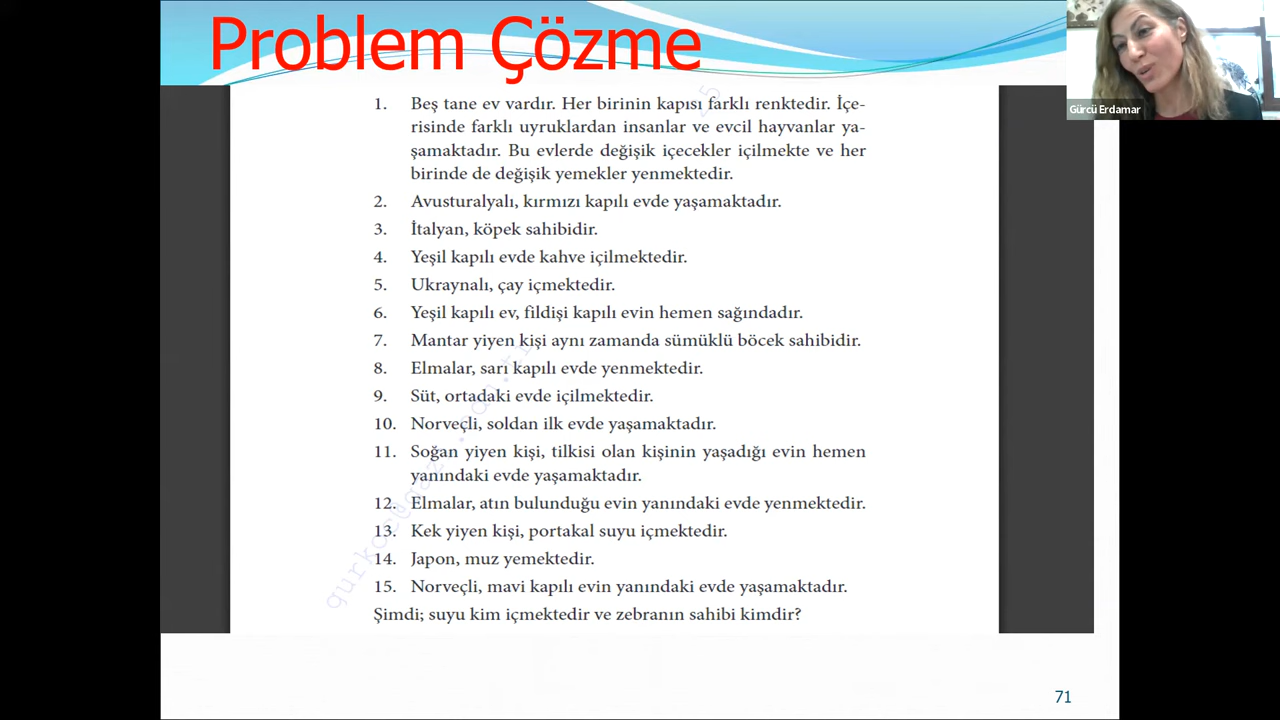 Problem Çözme
Gürcü Erdamar
1. Beş tane ev vardır. Her birinin kapısı farklı renktedir. İçe-
risinde farklı uyruklardan insanlar ve evcil hayvanlar ya-
şamaktadır. Bu evlerde değişik içecekler içilmekte ve her
birinde de değişik yemekler yenmektedir.
2. Avusturalyalı, kırmızı kapılı evde yaşamaktadır.
3. İtalyan, köpek sahibidir.
4. Yeşil kapılı evde kahve içilmektedir.
5. Ukraynalı, çay içmektedir.
6. Yeşil kapılı ev, fildişi kapılı evin hemen sağındadır.
7. Mantar yiyen kişi aynı zamanda sümüklü böcek sahibidir.
8. Elmalar, sarı kapılı evde yenmektedir.
9. Süt, ortadaki evde içilmektedir.
10. Norveçli, soldan ilk evde yaşamaktadır.
11. Soğan yiyen kişi, tilkisi olan kişinin yaşadığı evin hemen
yanındaki evde yaşamaktadır.
12. Elmalar, atın bulunduğu evin yanındaki evde yenmektedir.
13. Kek yiyen kişi, portakal suyu içmektedir.
14. Japon, muz yemektedir.
15. Norveçli, mavi kapılı evin yanındaki evde yaşamaktadır.
Şimdi; suyu kim içmektedir ve zebranın sahibi kimdir?
71